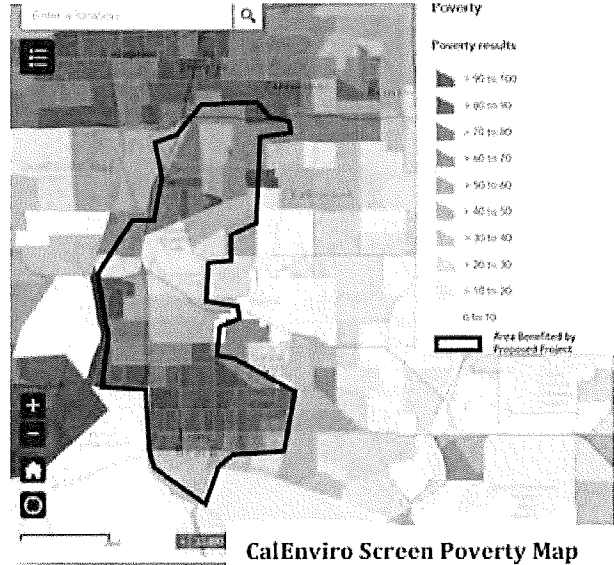 Enter a location
Poverty
Poverty results
> 90 to 100
> 80 to 90
> 70 to 80
> 60 to 70
> 50 to 60
> 40 to 50
> 30 to 40
> 20 to 30
> 10 to 20
0 to 10
Area Benefited by
Proposed Project
+
−
CalEnviro Screen Poverty Map